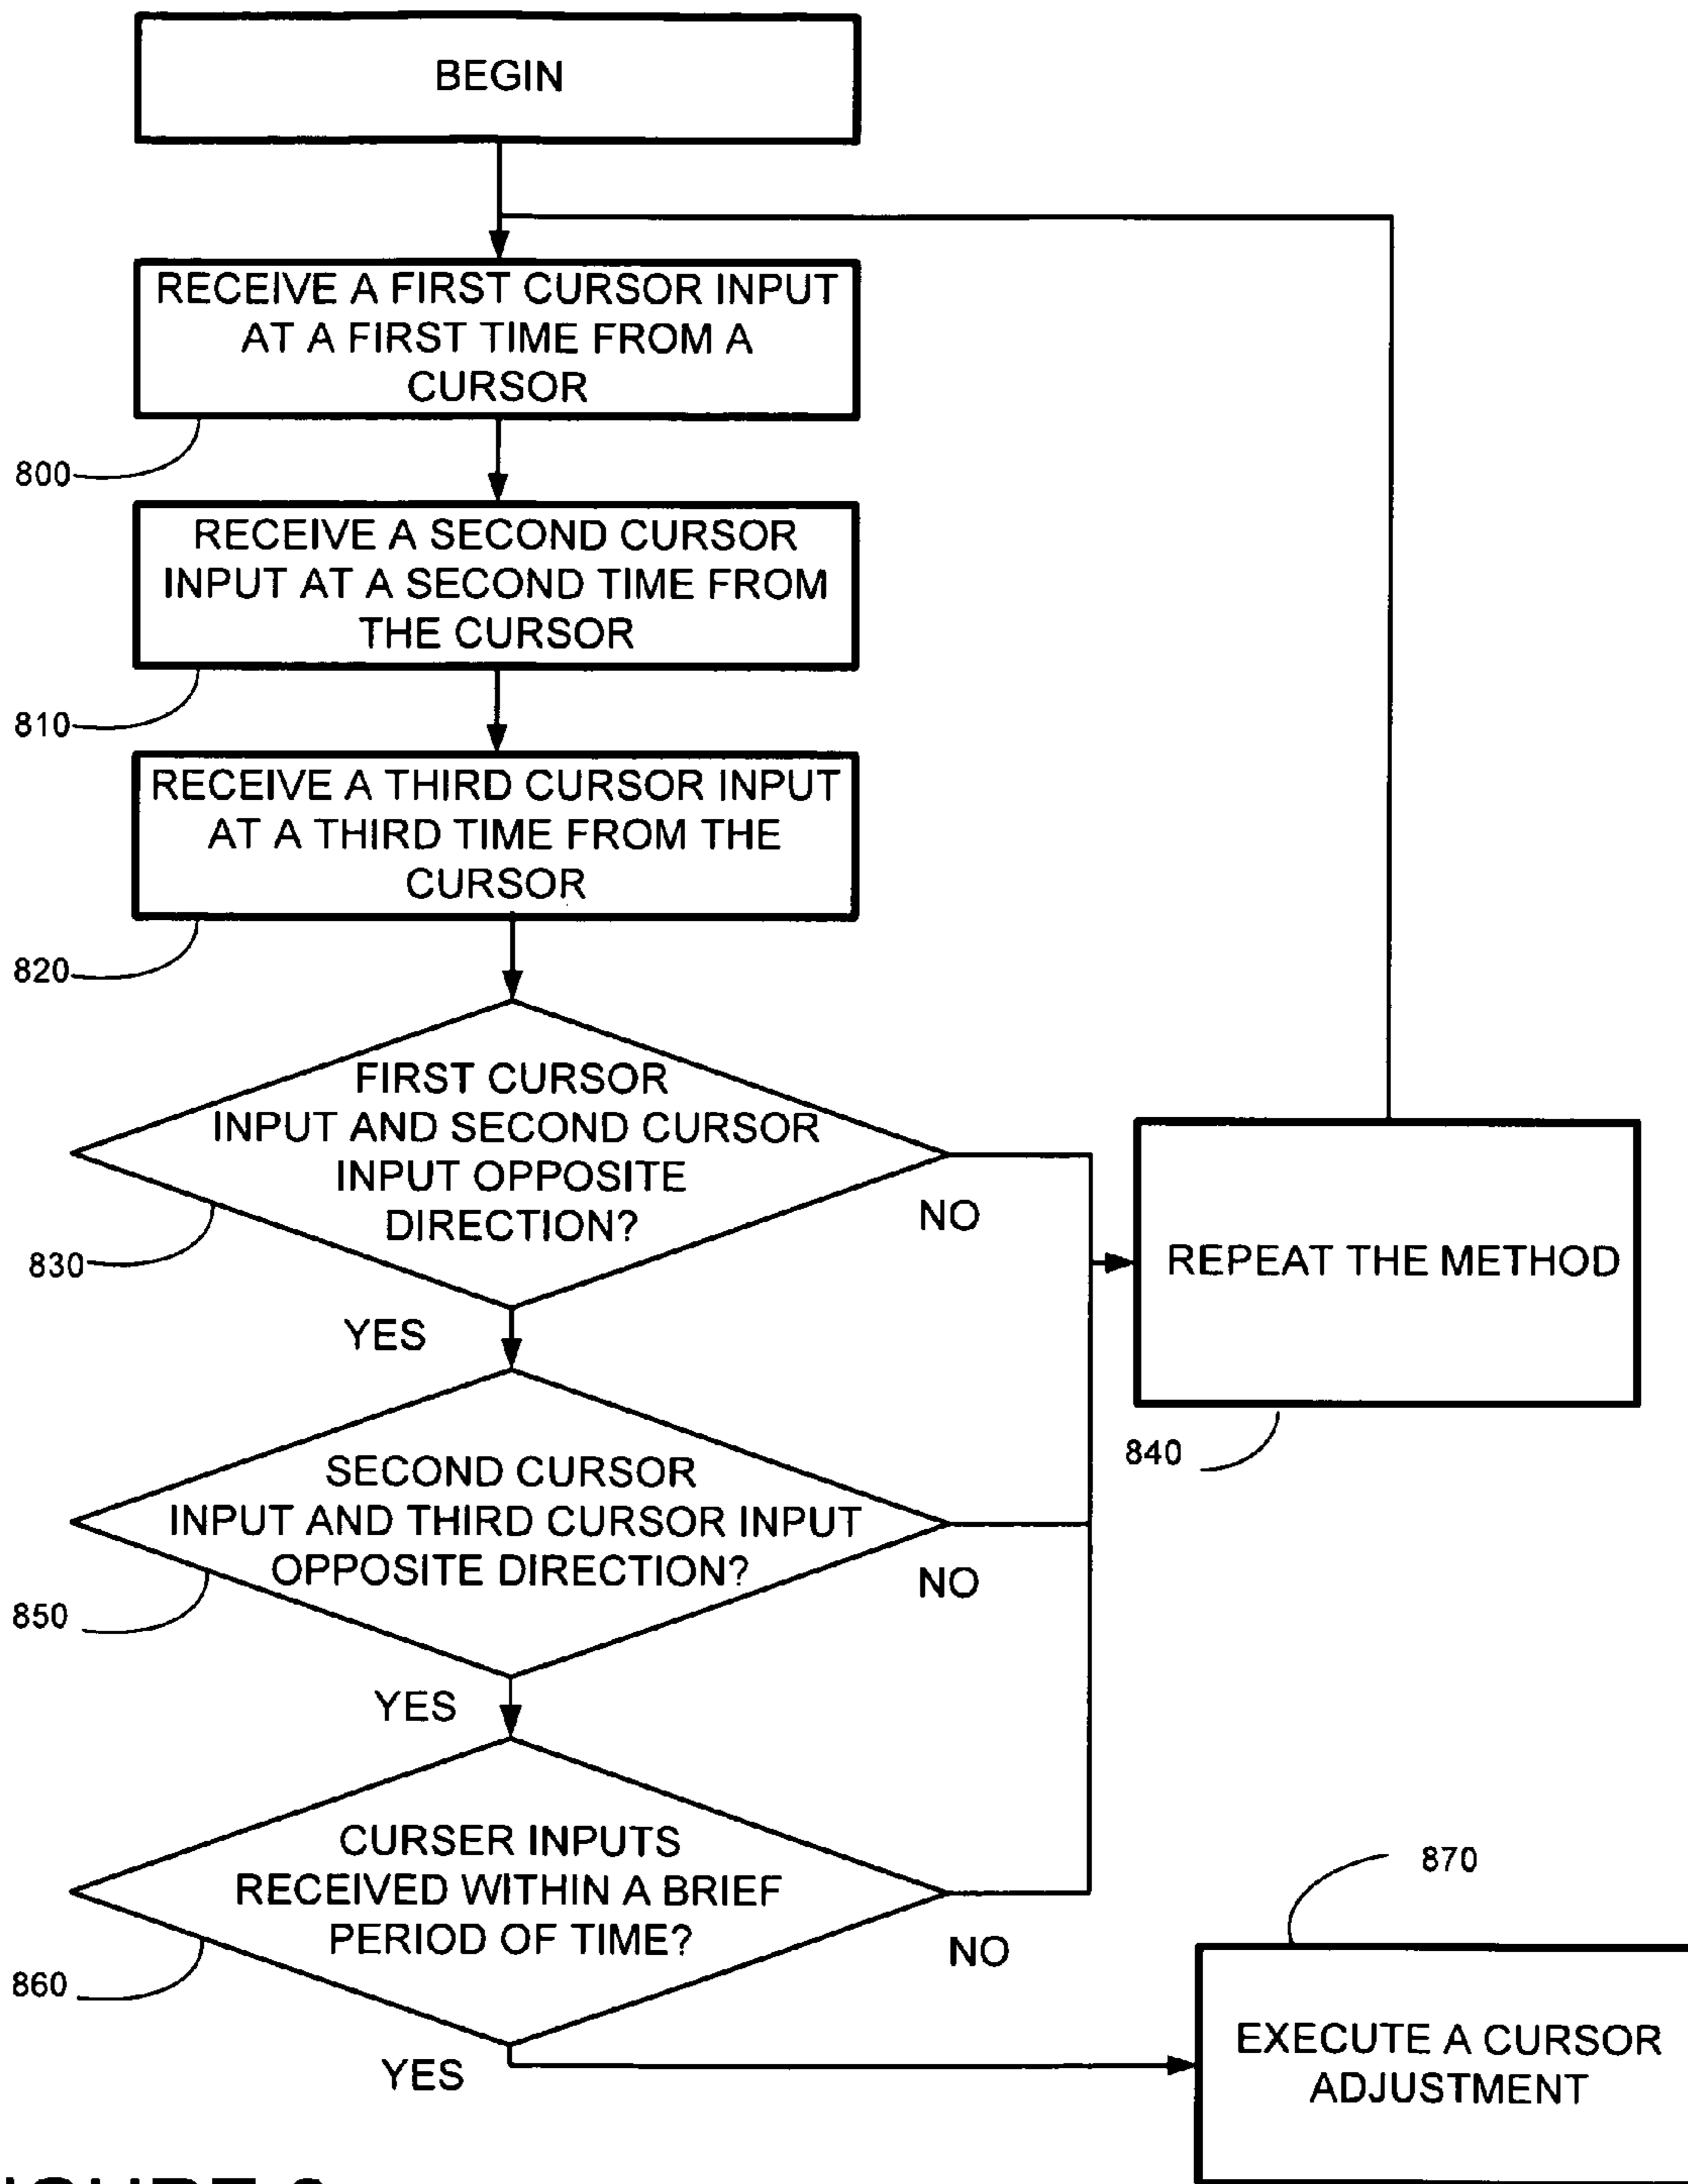 BEGIN
RECEIVE A FIRST CURSOR INPUT
AT A FIRST TIME FROM A
CURSOR
800
RECEIVE A SECOND CURSOR
INPUT AT A SECOND TIME FROM
THE CURSOR
810
RECEIVE A THIRD CURSOR INPUT
AT A THIRD TIME FROM THE
CURSOR
820
FIRST CURSOR
INPUT AND SECOND CURSOR
INPUT OPPOSITE
DIRECTION?
NO
830
YES
REPEAT THE METHOD
840
SECOND CURSOR
INPUT AND THIRD CURSOR INPUT
OPPOSITE DIRECTION?
NO
850
YES
CURSER INPUTS
RECEIVED WITHIN A BRIEF
PERIOD OF TIME?
NO
860
YES
870
EXECUTE A CURSOR
ADJUSTMENT